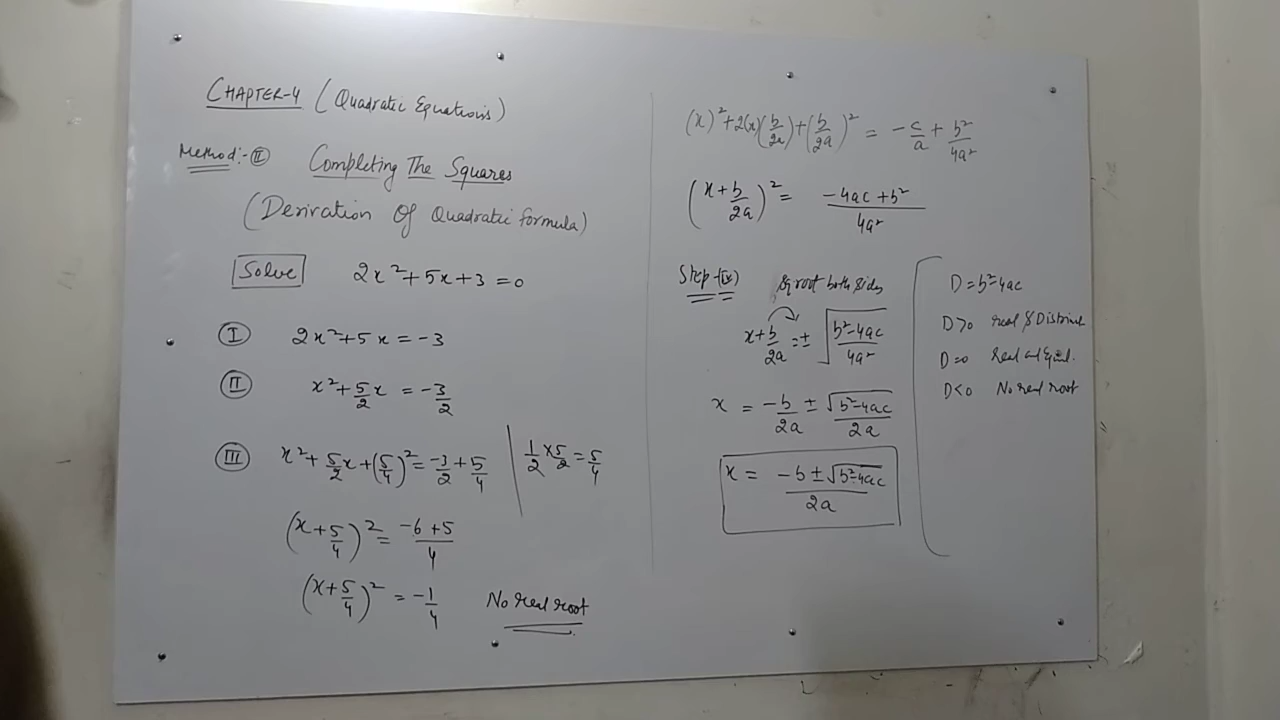 CHAPTER-4 (Quadratic Equations)
Method:- II Completing The Squares
(Derivation Of Quadratic formula)
Solve 2x² + 5x + 3 = 0
I 2x² + 5x = -3
II x² + 5/2 x = -3/2
III x² + 5/2 x + (5/4)² = -3/2 + 5/4 | 1/2 × 5/2 = 5/4
(x + 5/4)² = (-6 + 5)/4
(x + 5/4)² = -1/4 No real root
(x)² + 2(x)(b/2a) + (b/2a)² = -c/a + b²/4a²
(x + b/2a)² = (-4ac + b²)/4a²
Step-(iv) Sq root both sides
x + b/2a = ± √((b² - 4ac)/4a²)
x = -b/2a ± √(b² - 4ac)/2a
x = (-b ± √(b² - 4ac))/2a
D = b² - 4ac
D>0 real & Distinct
D=0 Real and Equal.
D<0 No real root